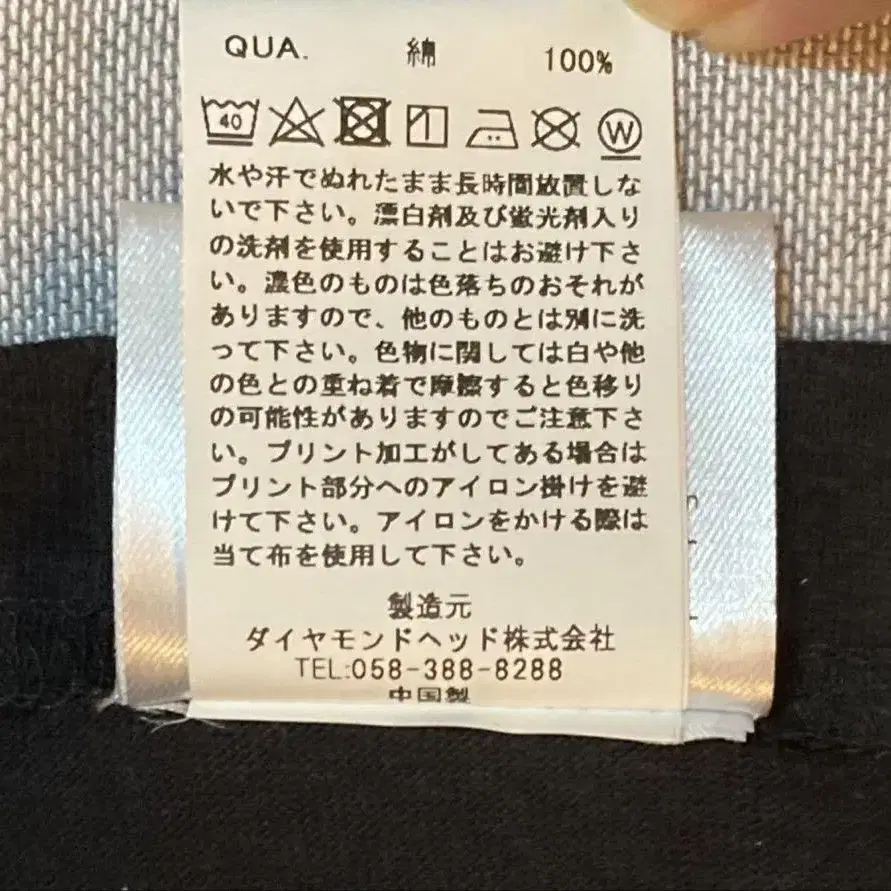 QUA. 綿 100%
40 W
水や汗でぬれたまま長時間放置しな
いで下さい。漂白剤及び蛍光剤入り
の洗剤を使用することはお避け下さ
い。濃色のものは色落ちのおそれが
ありますので、他のものとは別に洗
って下さい。色物に関しては白や他
の色との重ね着で摩擦すると色移り
の可能性がありますのでご注意下さ
い。プリント加工がしてある場合は
プリント部分へのアイロン掛けを避
けて下さい。アイロンをかける際は
当て布を使用して下さい。
製造元
ダイヤモンドヘッド株式会社
TEL:058-388-8288
中国製